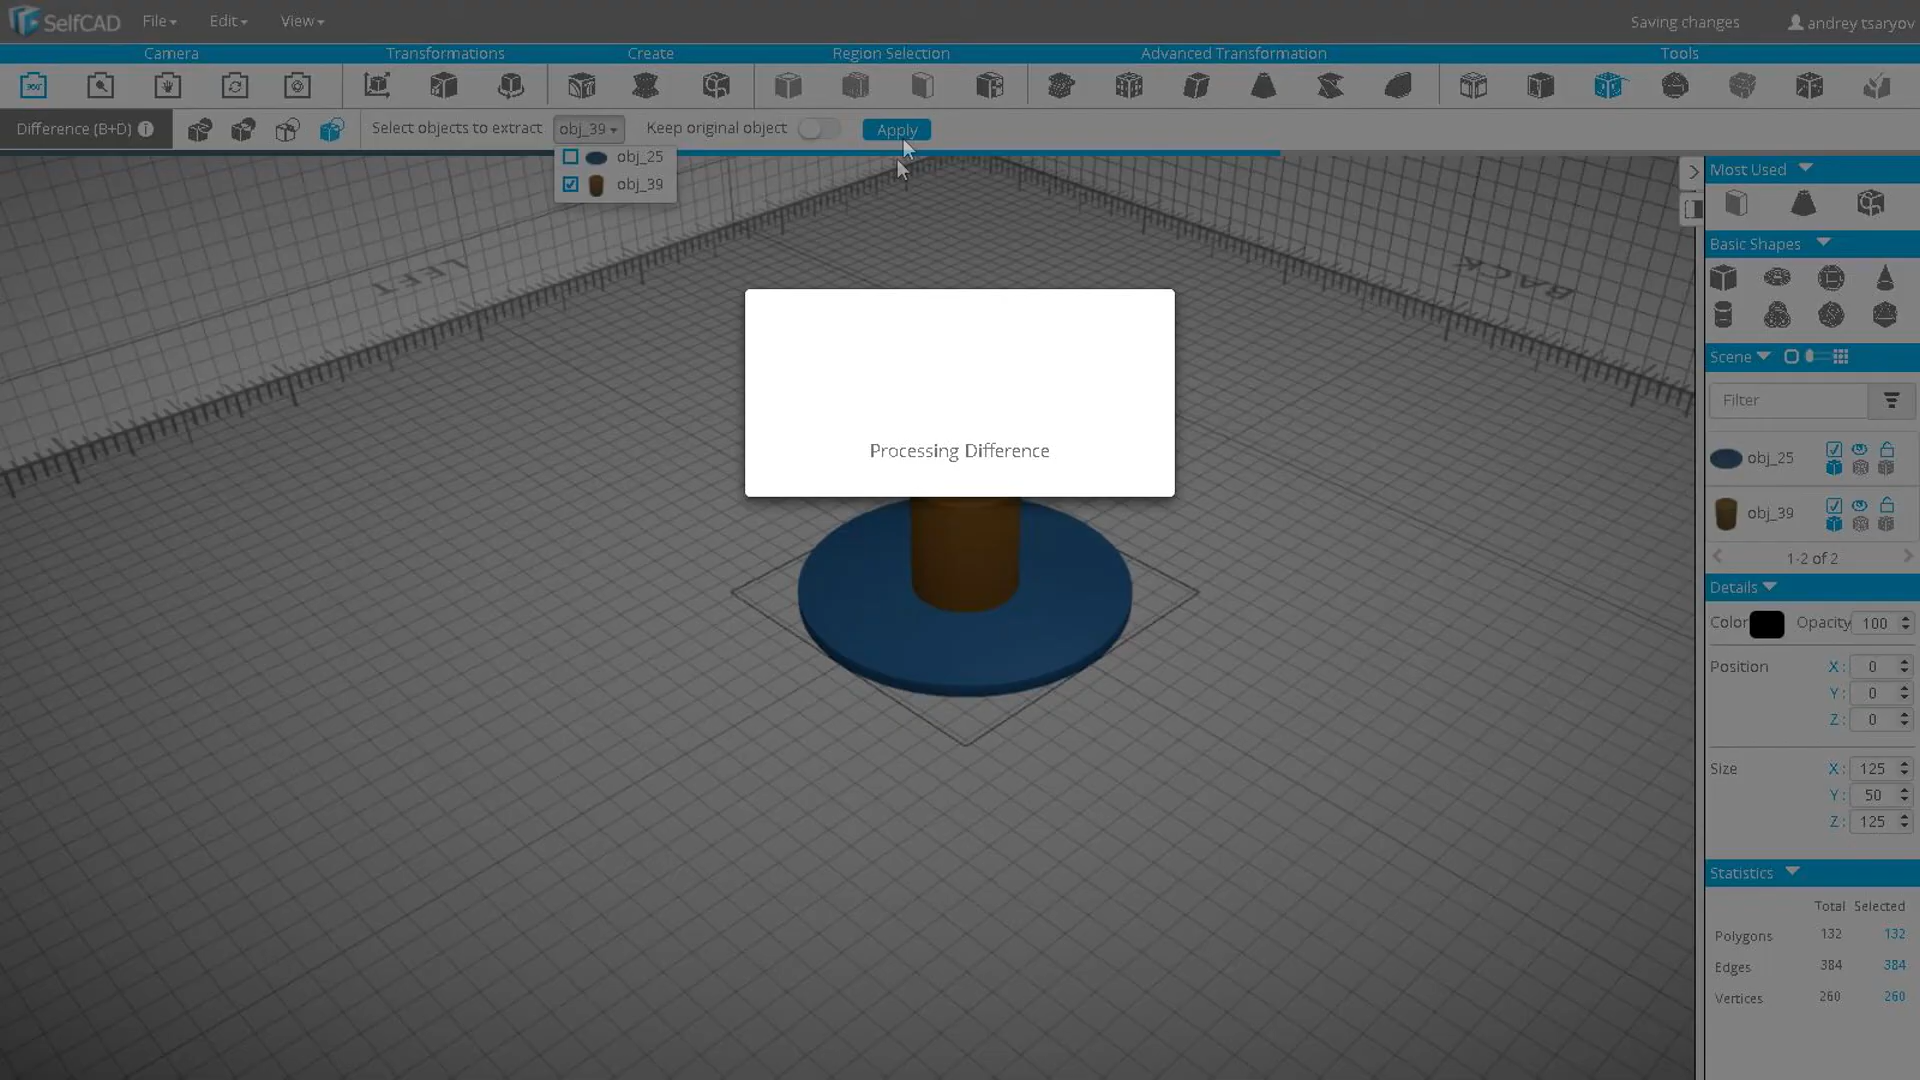 SelfCAD File Edit View Saving changes andrey tsaryov
Camera Transformations Create Region Selection Advanced Transformation Tools
360°
Difference (B+D) Select objects to extract obj_39 Keep original object Apply
obj_25
obj_39
LEFT
BACK
Processing Difference
Most Used
Basic Shapes
Scene
Filter
obj_25
obj_39
1-2 of 2
Details
Color Opacity 100
Position X: 0
Y: 0
Z: 0
Size X: 125
Y: 50
Z: 125
Statistics
Total Selected
Polygons 132 132
Edges 384 384
Vertices 260 260